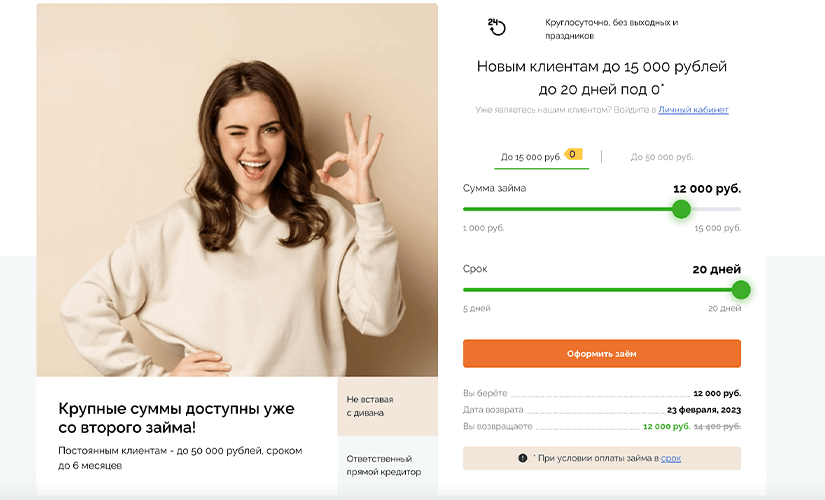 24
Круглосуточно, без выходных и
праздников
Новым клиентам до 15 000 рублей
до 20 дней под 0*
Уже являетесь нашим клиентом? Войдите в Личный кабинет
До 15 000 руб. 0 До 50 000 руб.
Сумма займа 12 000 руб.
1 000 руб. 15 000 руб.
Срок 20 дней
5 дней 20 дней
Оформить заём
Вы берёте 12 000 руб.
Дата возврата 23 февраля, 2023
Вы возвращаете 12 000 руб. 14 400 руб.
* При условии оплаты займа в срок
Крупные суммы доступны уже
со второго займа!
Постоянным клиентам - до 50 000 рублей, сроком
до 6 месяцев
Не вставая
с дивана
Ответственный
прямой кредитор